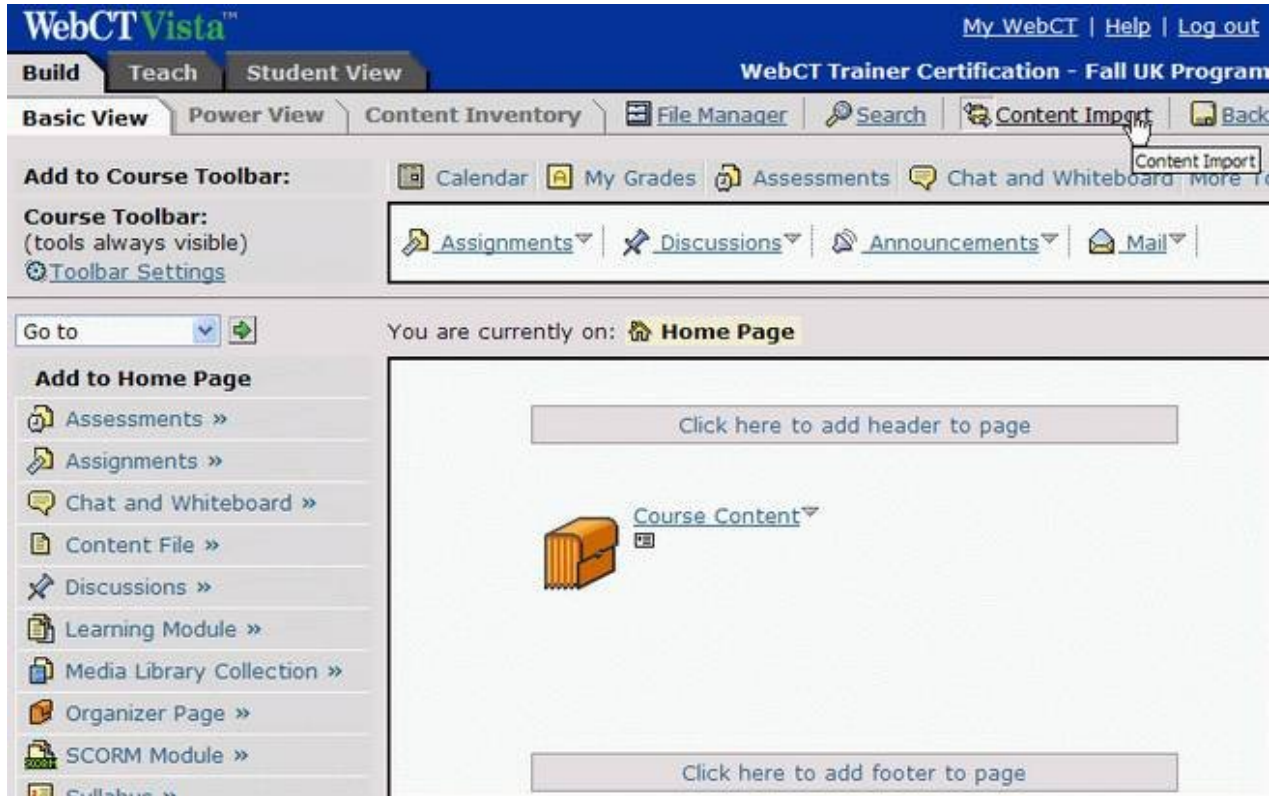 WebCT Vista™ My WebCT | Help | Log out
Build Teach Student View WebCT Trainer Certification - Fall UK Program
Basic View Power View Content Inventory File Manager Search Content Import Back
Content Import
Add to Course Toolbar: Calendar My Grades Assessments Chat and Whiteboard More To
Course Toolbar:
(tools always visible)
Toolbar Settings
Assignments Discussions Announcements Mail
Go to You are currently on: Home Page
Add to Home Page
Assessments »
Assignments »
Chat and Whiteboard »
Content File »
Discussions »
Learning Module »
Media Library Collection »
Organizer Page »
SCORM Module »
Syllabus »
Click here to add header to page
Course Content
Click here to add footer to page